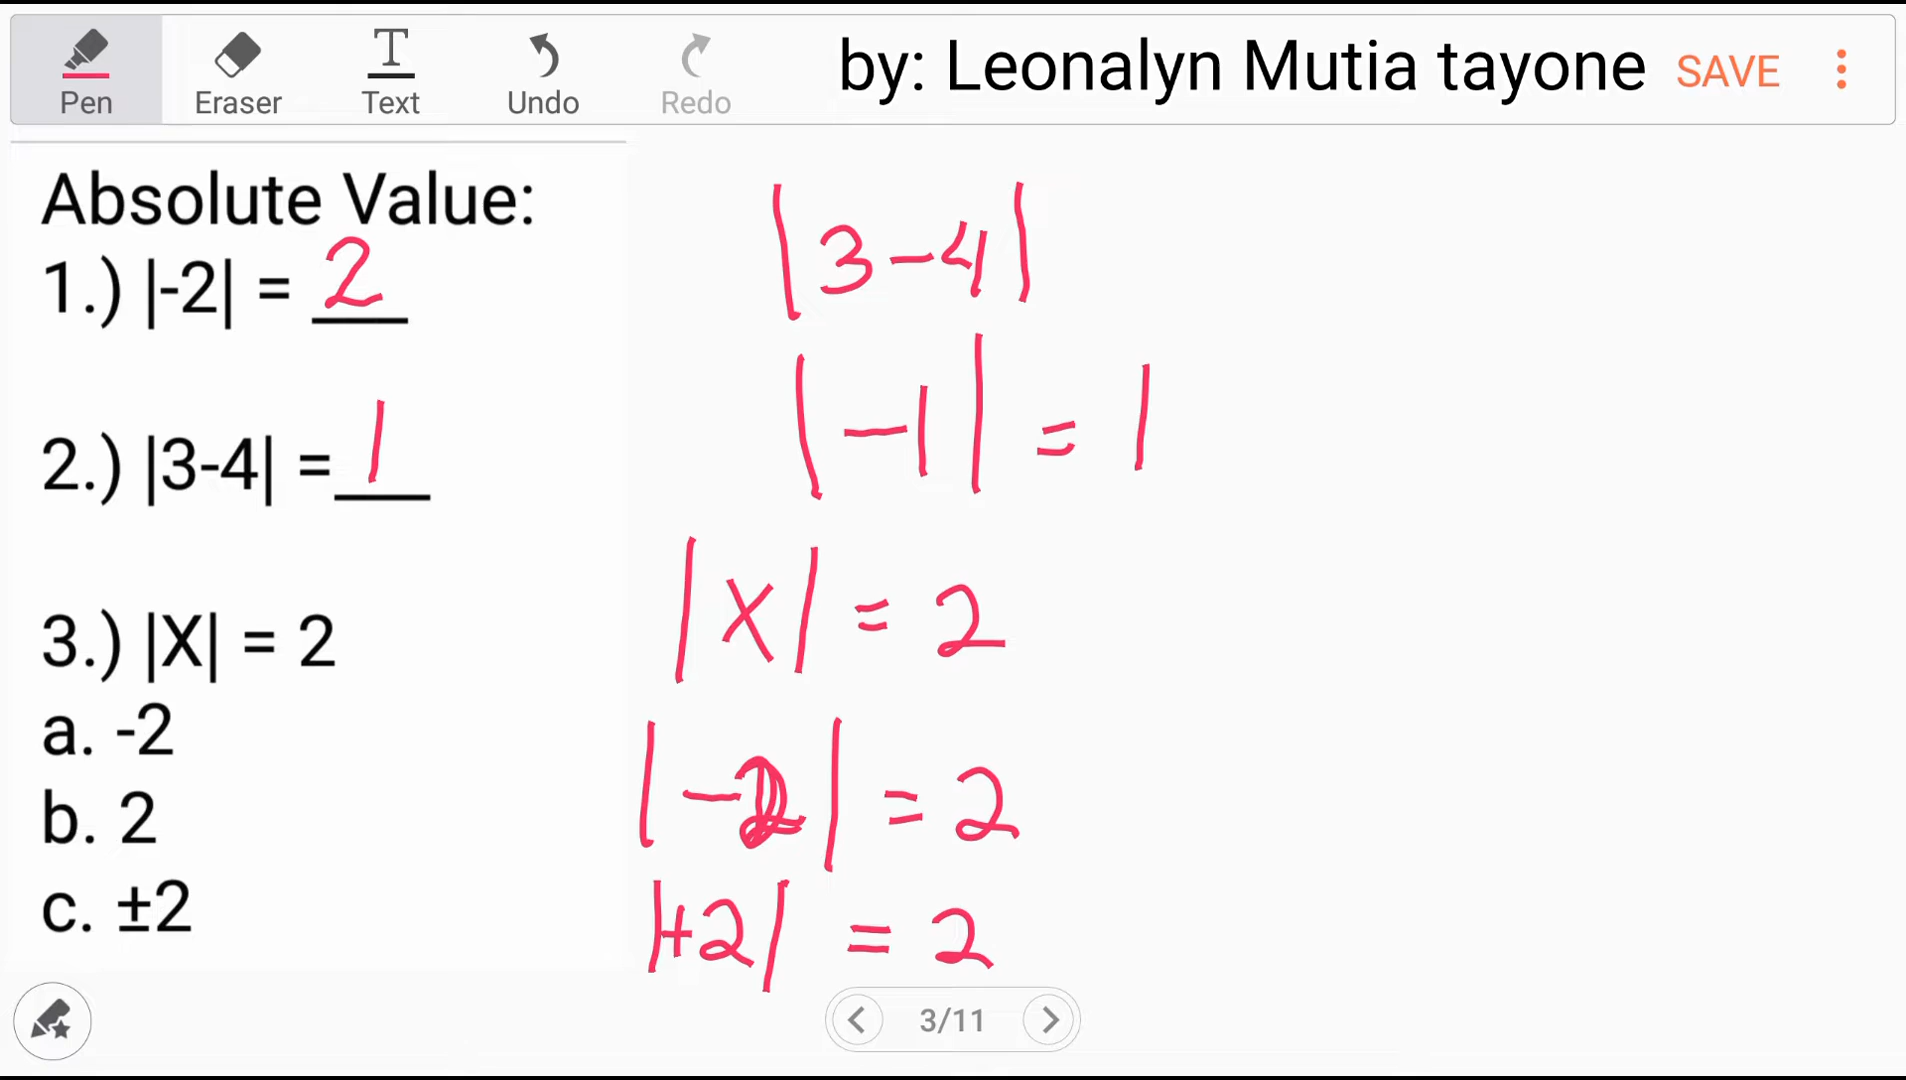 Pen Eraser Text Undo Redo by: Leonalyn Mutia tayone SAVE
Absolute Value:
1.) |-2| = 2
2.) |3-4| = 1
3.) |X| = 2
a. -2
b. 2
c. ±2
|3-4|
|-1| = 1
|X| = 2
|-2| = 2
|+2| = 2
3/11